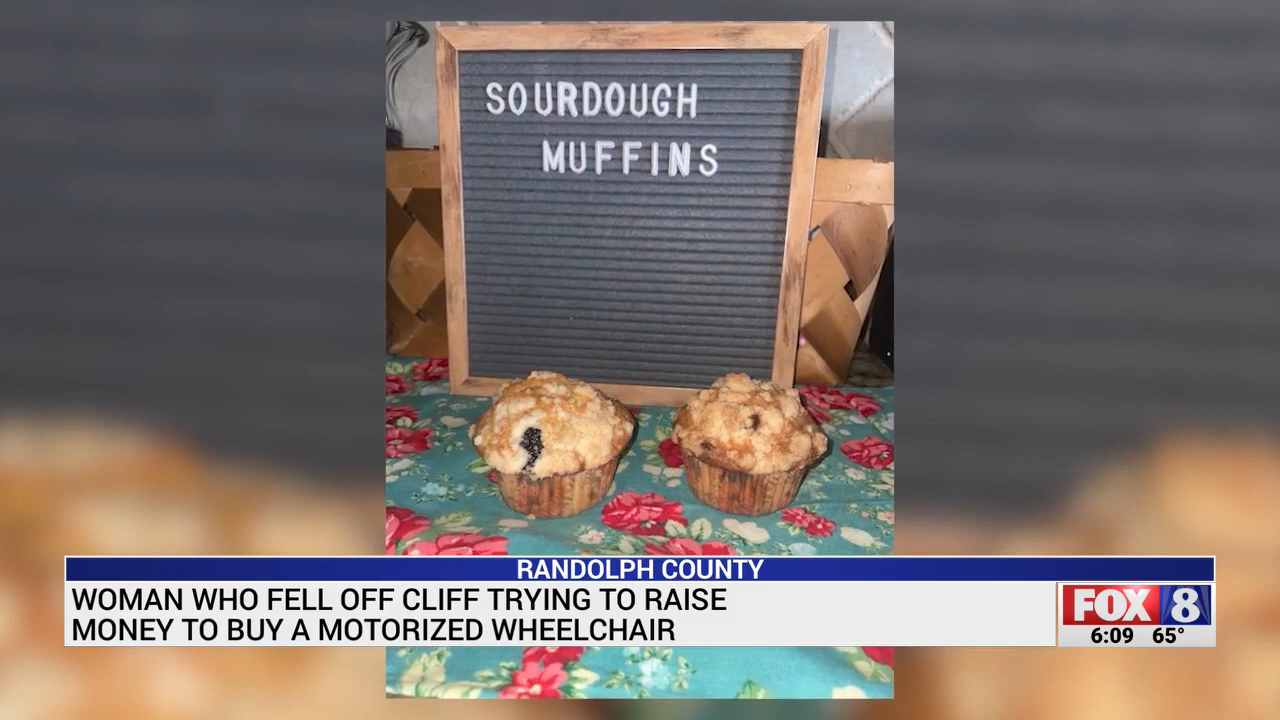 SOURDOUGH
MUFFINS
RANDOLPH COUNTY
WOMAN WHO FELL OFF CLIFF TRYING TO RAISE
MONEY TO BUY A MOTORIZED WHEELCHAIR
FOX 8
6:09 65°